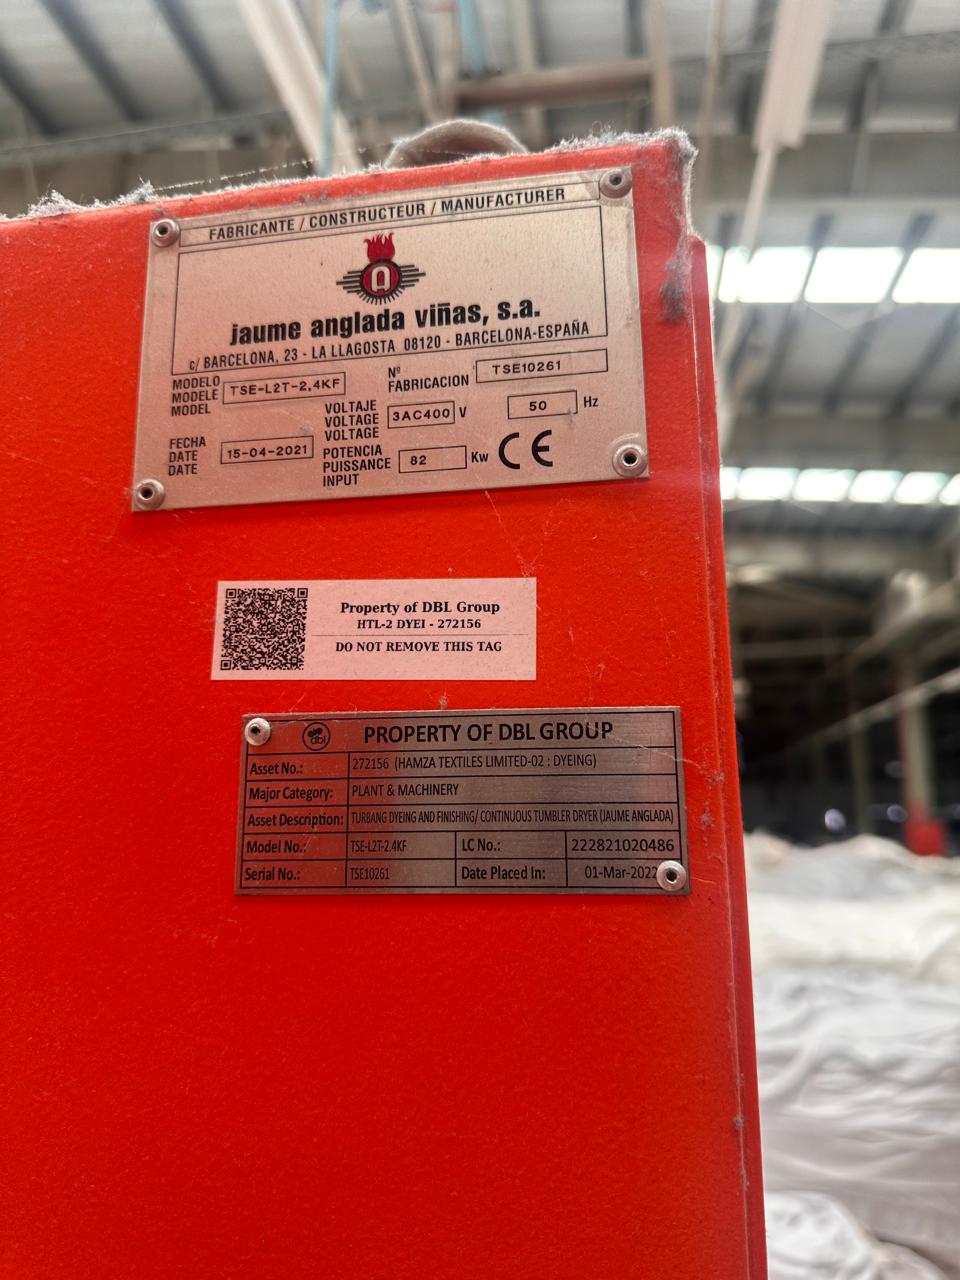 FABRICANTE / CONSTRUCTEUR / MANUFACTURER
A
jaume anglada viñas, s.a.
c/ BARCELONA, 23 - LA LLAGOSTA 08120 - BARCELONA-ESPAÑA
MODELO
MODELE
MODEL
TSE-L2T-2,4KF
Nº
FABRICACION
TSE10261
VOLTAJE
VOLTAGE
VOLTAGE
3AC400 V
50 Hz
FECHA
DATE
DATE
15-04-2021
POTENCIA
PUISSANCE
INPUT
82 Kw
CE
Property of DBL Group
HTL-2 DYEI - 272156
DO NOT REMOVE THIS TAG
dbl PROPERTY OF DBL GROUP
Asset No.: 272156 (HAMZA TEXTILES LIMITED-02 : DYEING)
Major Category: PLANT & MACHINERY
Asset Description: TURBANG DYEING AND FINISHING/ CONTINUOUS TUMBLER DRYER (JAUME ANGLADA)
Model No.: TSE-L2T-2.4KF LC No.: 222821020486
Serial No.: TSE10261 Date Placed In: 01-Mar-2022